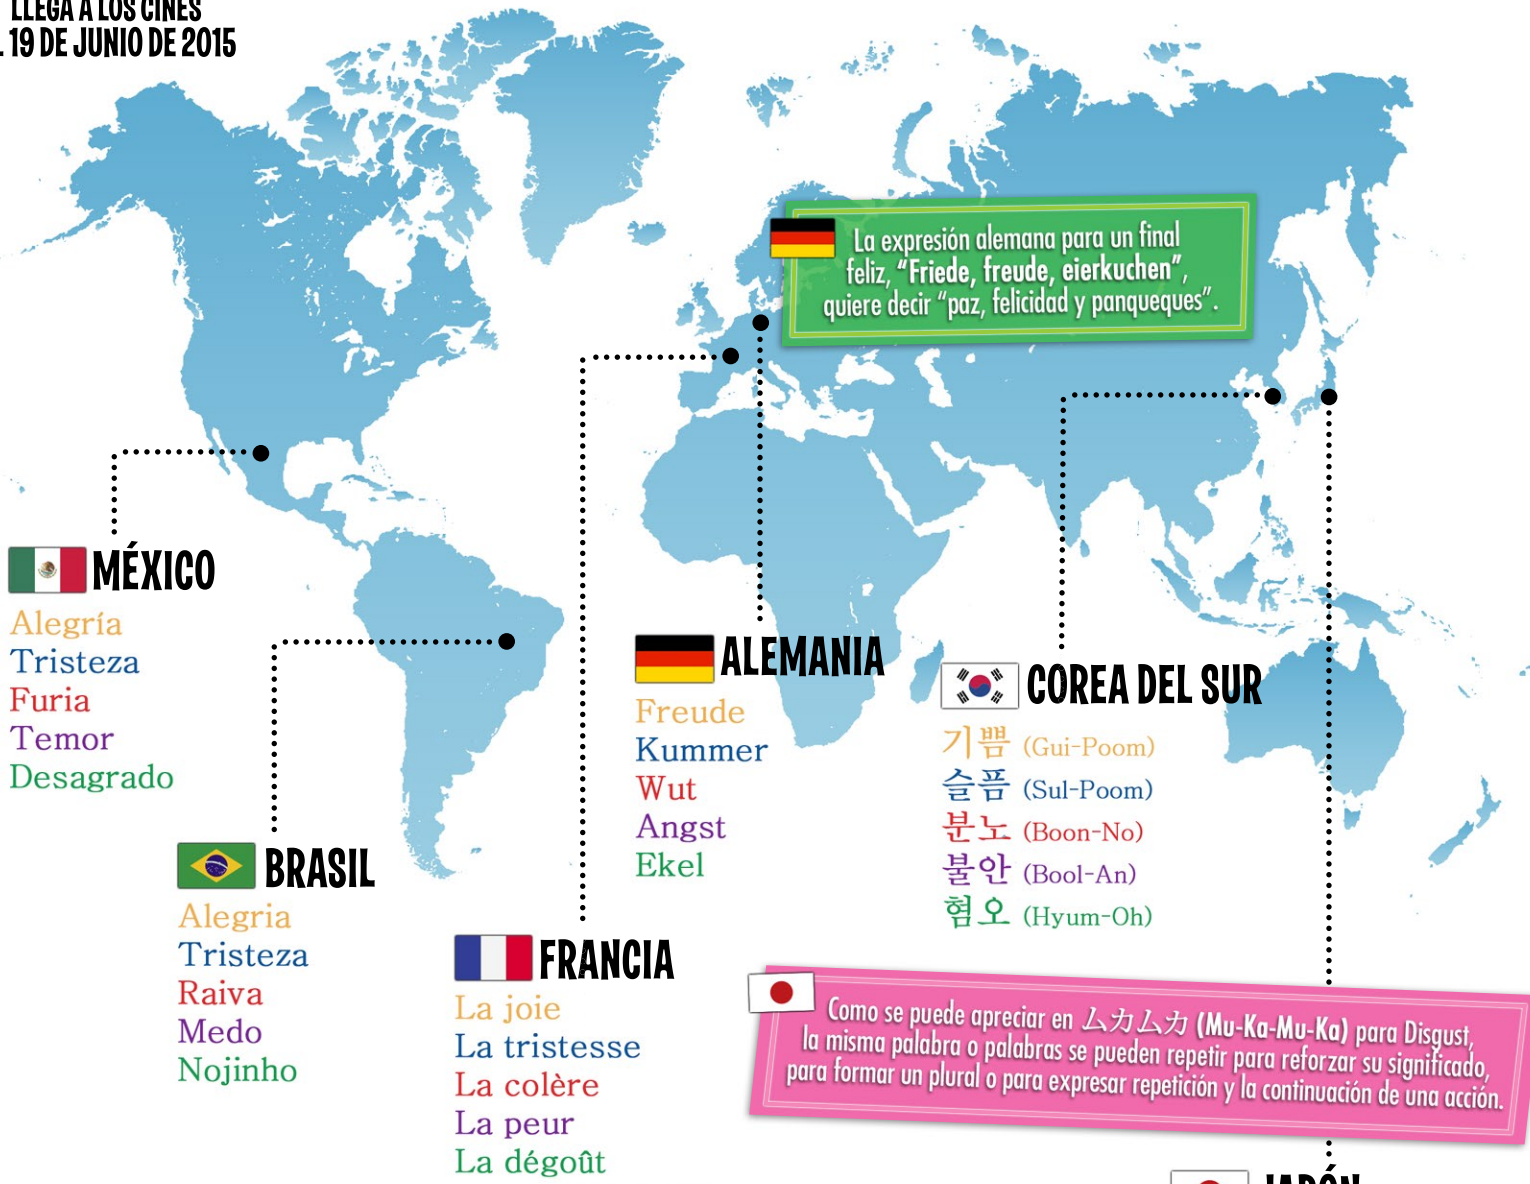 LLEGA A LOS CINES
19 DE JUNIO DE 2015
La expresión alemana para un final
feliz, “Friede, freude, eierkuchen”,
quiere decir “paz, felicidad y panqueques”.
MÉXICO
Alegría
Tristeza
Furia
Temor
Desagrado
BRASIL
Alegria
Tristeza
Raiva
Medo
Nojinho
FRANCIA
La joie
La tristesse
La colère
La peur
La dégoût
ALEMANIA
Freude
Kummer
Wut
Angst
Ekel
COREA DEL SUR
기쁨 (Gui-Poom)
슬픔 (Sul-Poom)
분노 (Boon-No)
불안 (Bool-An)
혐오 (Hyum-Oh)
Como se puede apreciar en ムカムカ (Mu-Ka-Mu-Ka) para Disgust,
la misma palabra o palabras se pueden repetir para reforzar su significado,
para formar un plural o para expresar repetición y la continuación de una acción.
JAPÓN